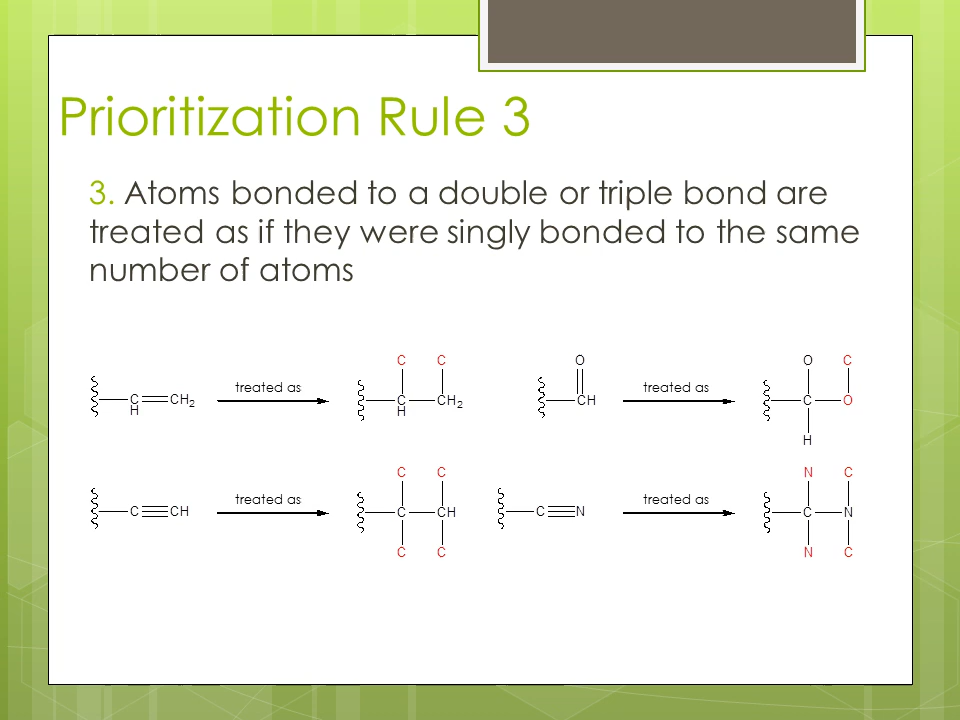 Prioritization Rule 3
3. Atoms bonded to a double or triple bond are
treated as if they were singly bonded to the same
number of atoms
C C O O C
treated as treated as
C CH2 C CH2 CH C O
H H
H
C C N C
treated as treated as
C CH C CH C N C N
C C N C